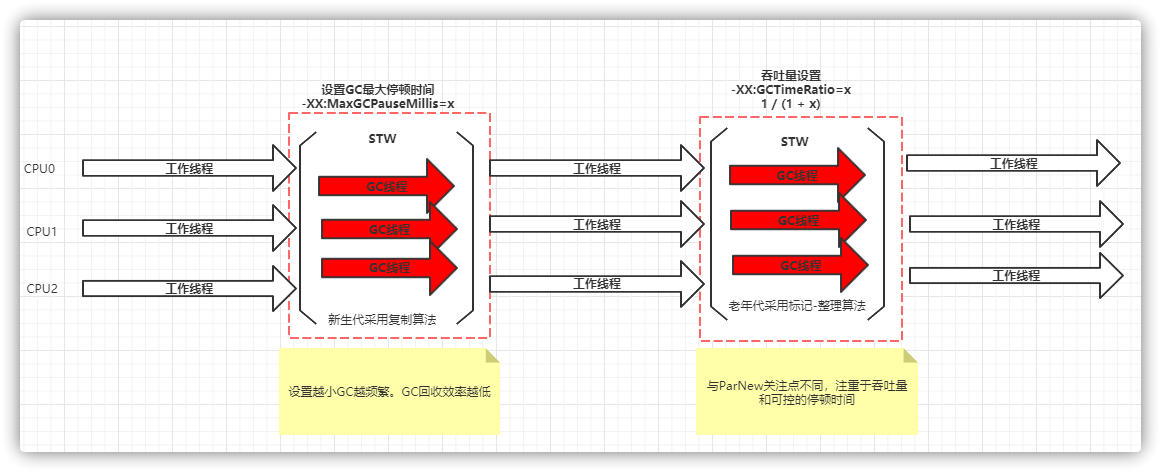 设置GC最大停顿时间
-XX:MaxGCPauseMillis=x
吞吐量设置
-XX:GCTimeRatio=x
1 / (1 + x)
STW
STW
CPU0
工作线程
工作线程
工作线程
GC线程
GC线程
CPU1
工作线程
GC线程
工作线程
GC线程
工作线程
CPU2
工作线程
GC线程
工作线程
GC线程
工作线程
新生代采用复制算法
老年代采用标记-整理算法
设置越小GC越频繁。GC回收效率越低
与ParNew关注点不同，注重于吞吐量
和可控的停顿时间